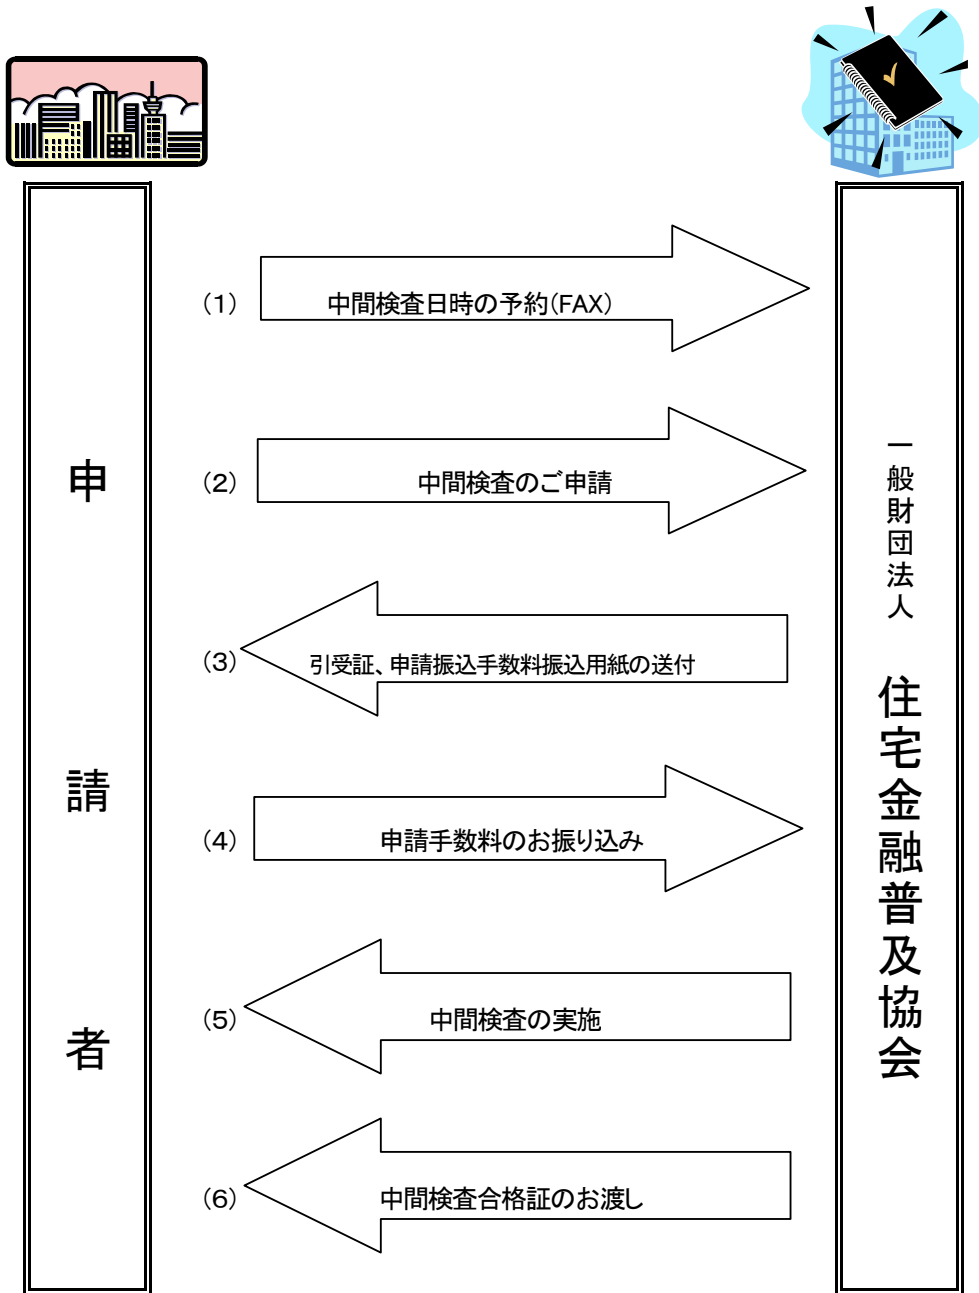 申請者
(1) 中間検査日時の予約(FAX)
(2) 中間検査のご申請
(3) 引受証、申請振込手数料振込用紙の送付
(4) 申請手数料のお振り込み
(5) 中間検査の実施
(6) 中間検査合格証のお渡し
一般財団法人 住宅金融普及協会